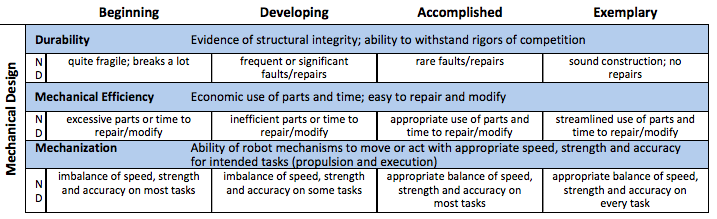 Beginning Developing Accomplished Exemplary
Mechanical Design
Durability Evidence of structural integrity; ability to withstand rigors of competition
N
D
quite fragile; breaks a lot
frequent or significant
faults/repairs
rare faults/repairs
sound construction; no
repairs
Mechanical Efficiency Economic use of parts and time; easy to repair and modify
N
D
excessive parts or time to
repair/modify
inefficient parts or time to
repair/modify
appropriate use of parts and
time to repair/modify
streamlined use of parts and
time to repair/modify
Mechanization Ability of robot mechanisms to move or act with appropriate speed, strength and accuracy
for intended tasks (propulsion and execution)
N
D
imbalance of speed, strength
and accuracy on most tasks
imbalance of speed, strength
and accuracy on some tasks
appropriate balance of speed,
strength and accuracy on
most tasks
appropriate balance of speed,
strength and accuracy on
every task